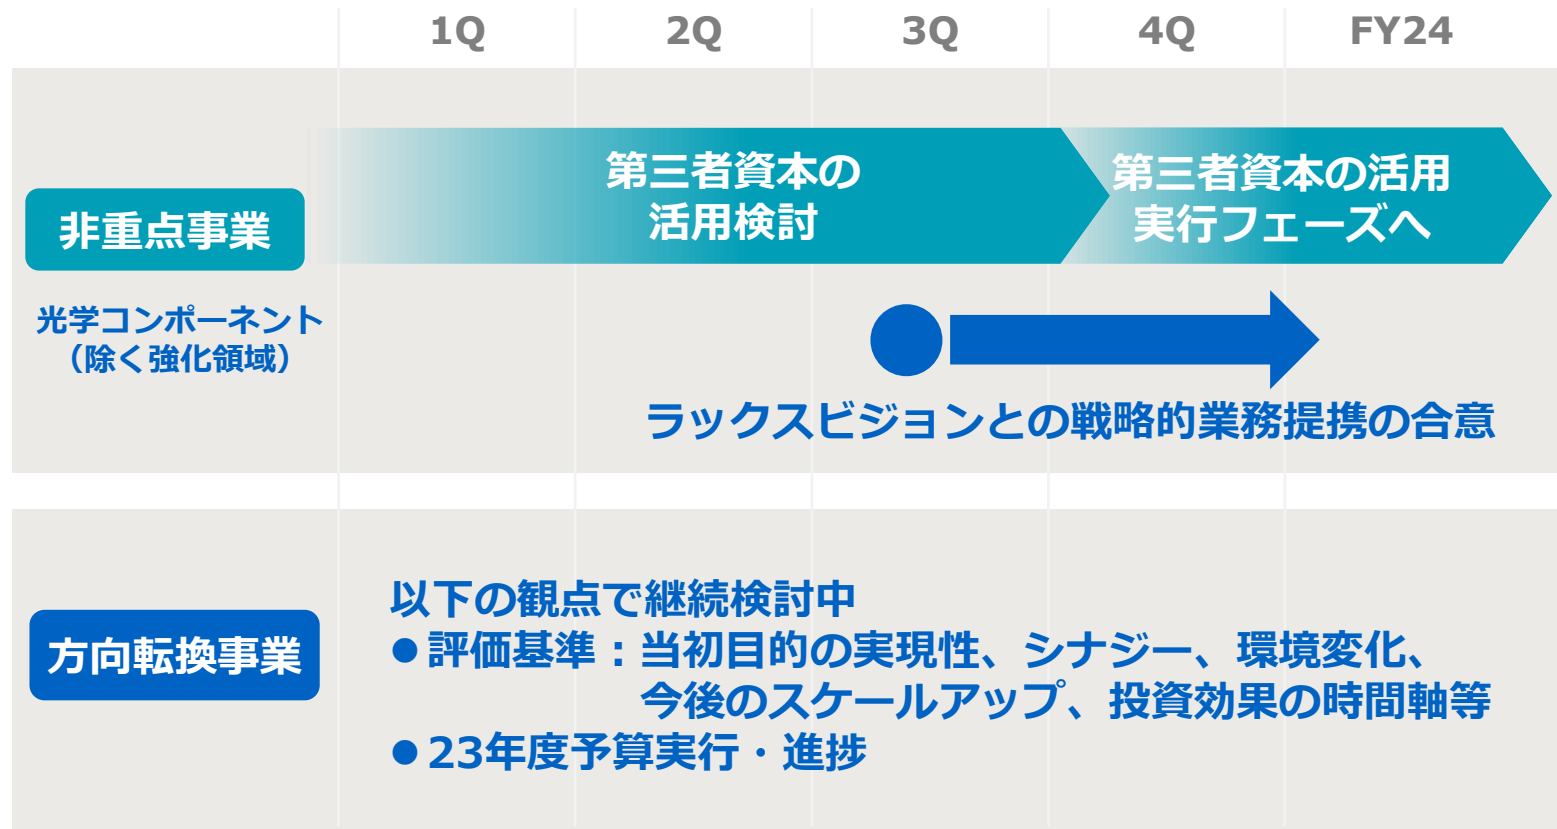 1Q 2Q 3Q 4Q FY24
非重点事業
光学コンポーネント
（除く強化領域）
第三者資本の
活用検討
第三者資本の活用
実行フェーズへ
ラックスビジョンとの戦略的業務提携の合意
方向転換事業
以下の観点で継続検討中
●評価基準：当初目的の実現性、シナジー、環境変化、
今後のスケールアップ、投資効果の時間軸等
●23年度予算実行・進捗